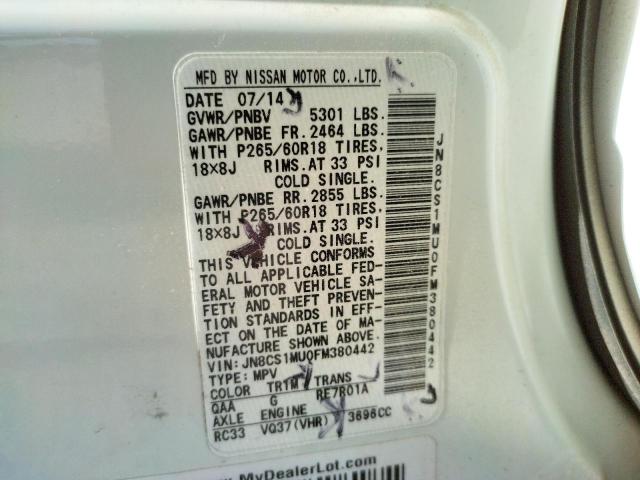 MFD BY NISSAN MOTOR CO.,LTD.
DATE 07/14
GVWR/PNBV 5301 LBS.
GAWR/PNBE FR. 2464 LBS.
WITH P265/60R18 TIRES,
18×8J RIMS.AT 33 PSI
COLD SINGLE.
GAWR/PNBE RR. 2855 LBS.
WITH P265/60R18 TIRES,
18×8J RIMS.AT 33 PSI
COLD SINGLE.
THIS VEHICLE CONFORMS
TO ALL APPLICABLE FED-
ERAL MOTOR VEHICLE SA-
FETY AND THEFT PREVEN-
TION STANDARDS IN EFF-
ECT ON THE DATE OF MA-
NUFACTURE SHOWN ABOVE.
VIN: JN8CS1MU0FM380442
TYPE: MPV
COLOR TRIM TRANS
QAA G RE7R01A
AXLE ENGINE
RC33 VQ37(VHR) 3696CC
JN8CS1MU0FM380442
MyDealerLot.com